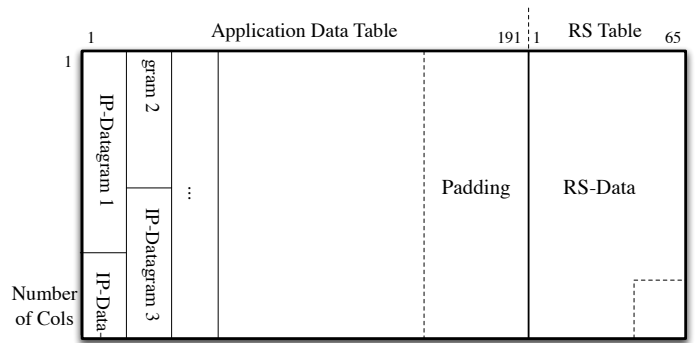 Application Data Table
RS Table
1
191
1
65
1
IP-Datagram 1
IP-Data-
gram 2
IP-Datagram 3
...
Padding
RS-Data
Number
of Cols